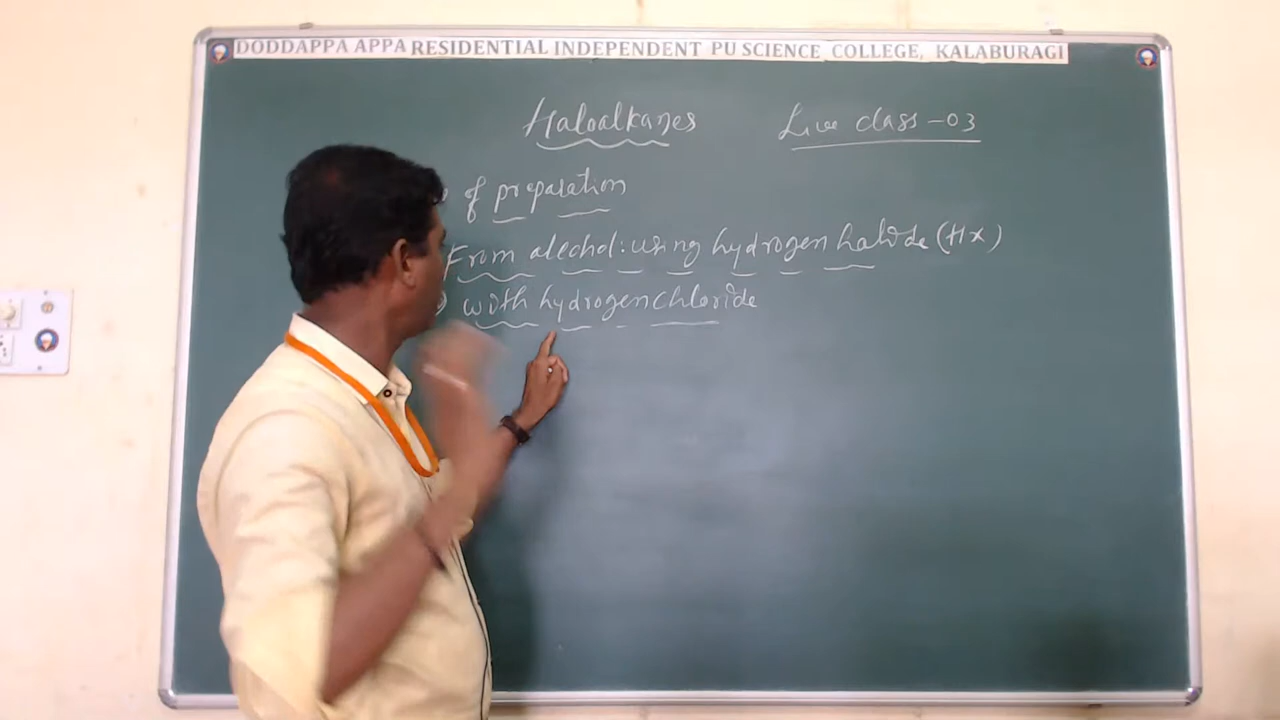 DODDAPPA APPA RESIDENTIAL INDEPENDENT PU SCIENCE COLLEGE, KALABURAGI
Haloalkanes Live class -03
of preparation
From alcohol: using hydrogen halide (HX)
with hydrogen chloride